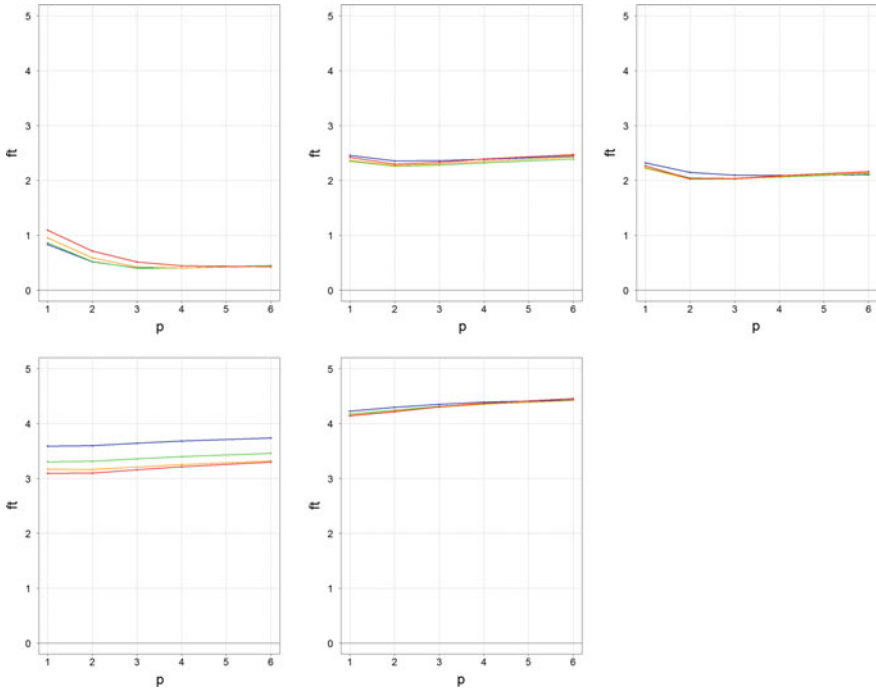 5 5 5
4 4 4
3 3 3
ft ft ft
2 2 2
1 1 1
0 0 0
1 2 3 4 5 6 1 2 3 4 5 6 1 2 3 4 5 6
p p p
5 5
4 4
3 3
ft ft
2 2
1 1
0 0
1 2 3 4 5 6 1 2 3 4 5 6
p p